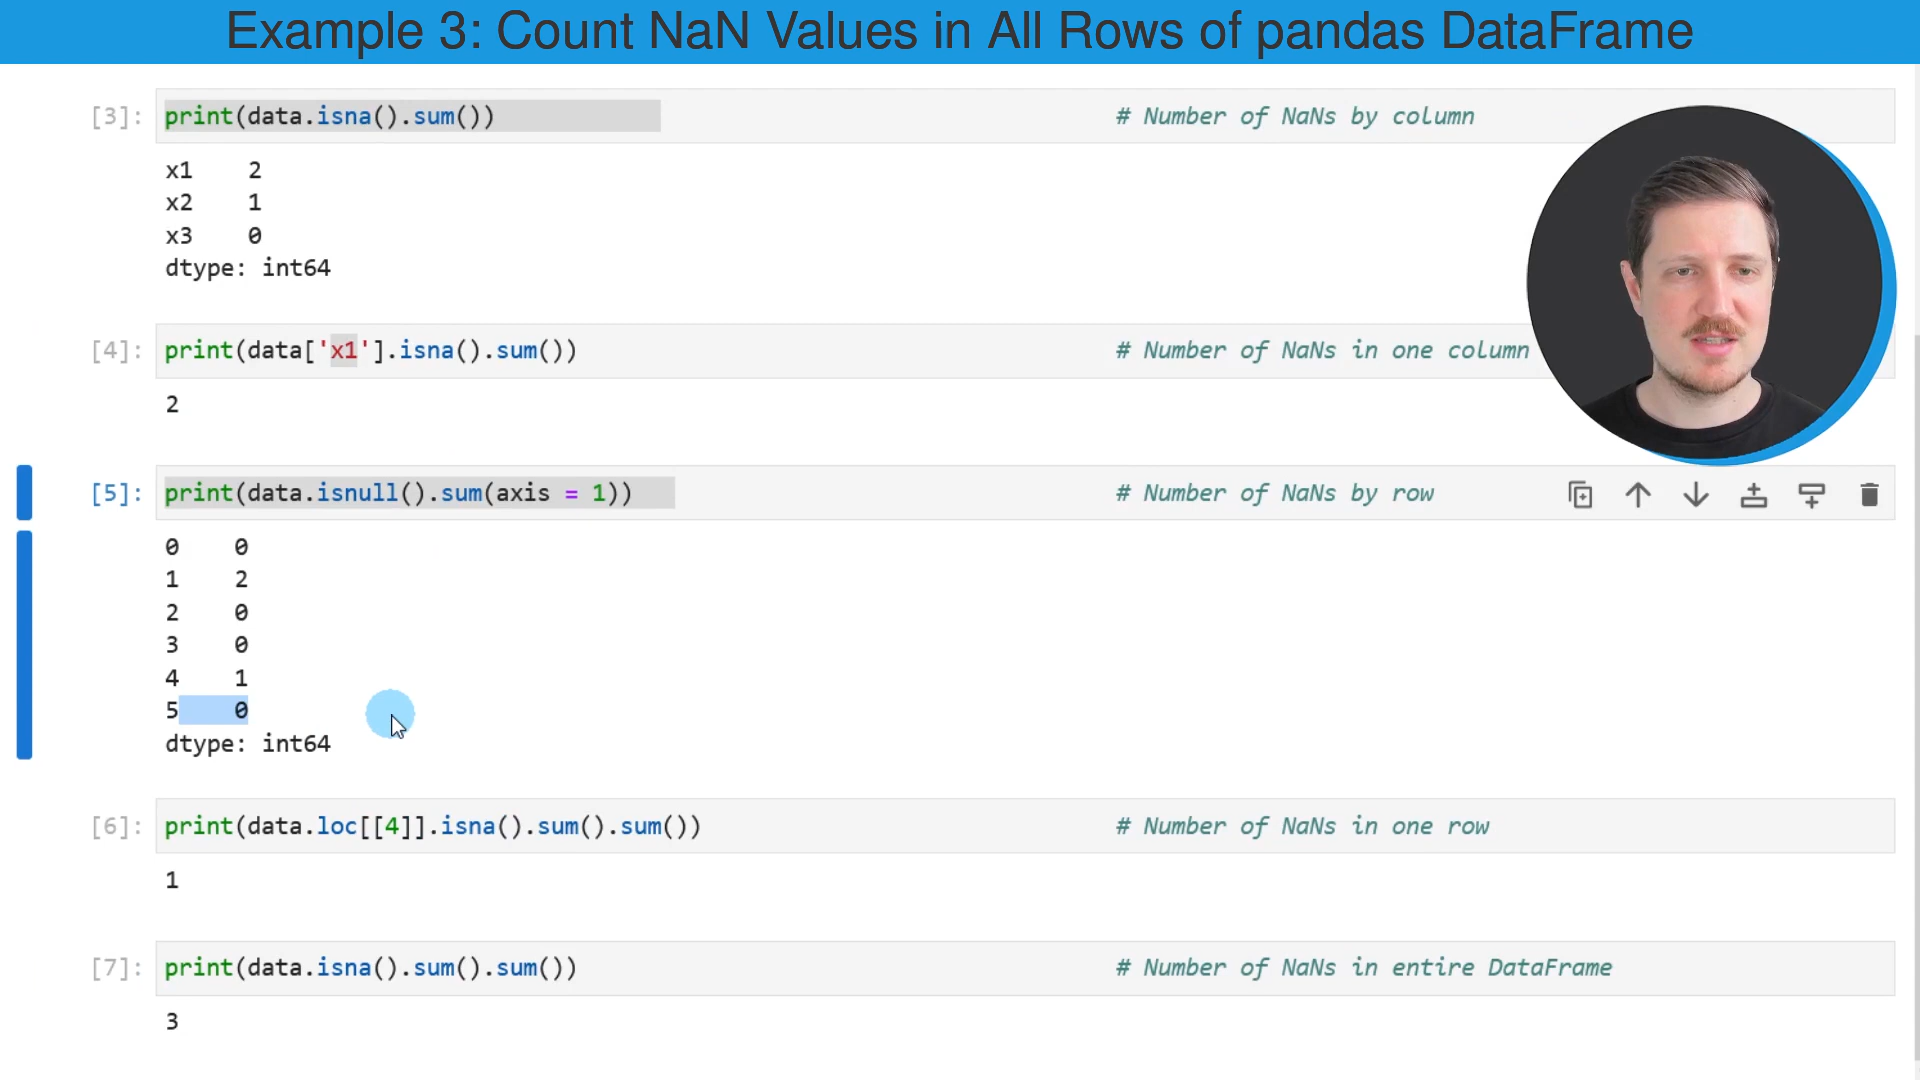 Example 3: Count NaN Values in All Rows of pandas DataFrame
[3]: print(data.isna().sum()) # Number of NaNs by column
x1 2
x2 1
x3 0
dtype: int64
[4]: print(data['x1'].isna().sum()) # Number of NaNs in one column
2
[5]: print(data.isnull().sum(axis = 1)) # Number of NaNs by row
0 0
1 2
2 0
3 0
4 1
5 0
dtype: int64
[6]: print(data.loc[[4]].isna().sum().sum()) # Number of NaNs in one row
1
[7]: print(data.isna().sum().sum()) # Number of NaNs in entire DataFrame
3